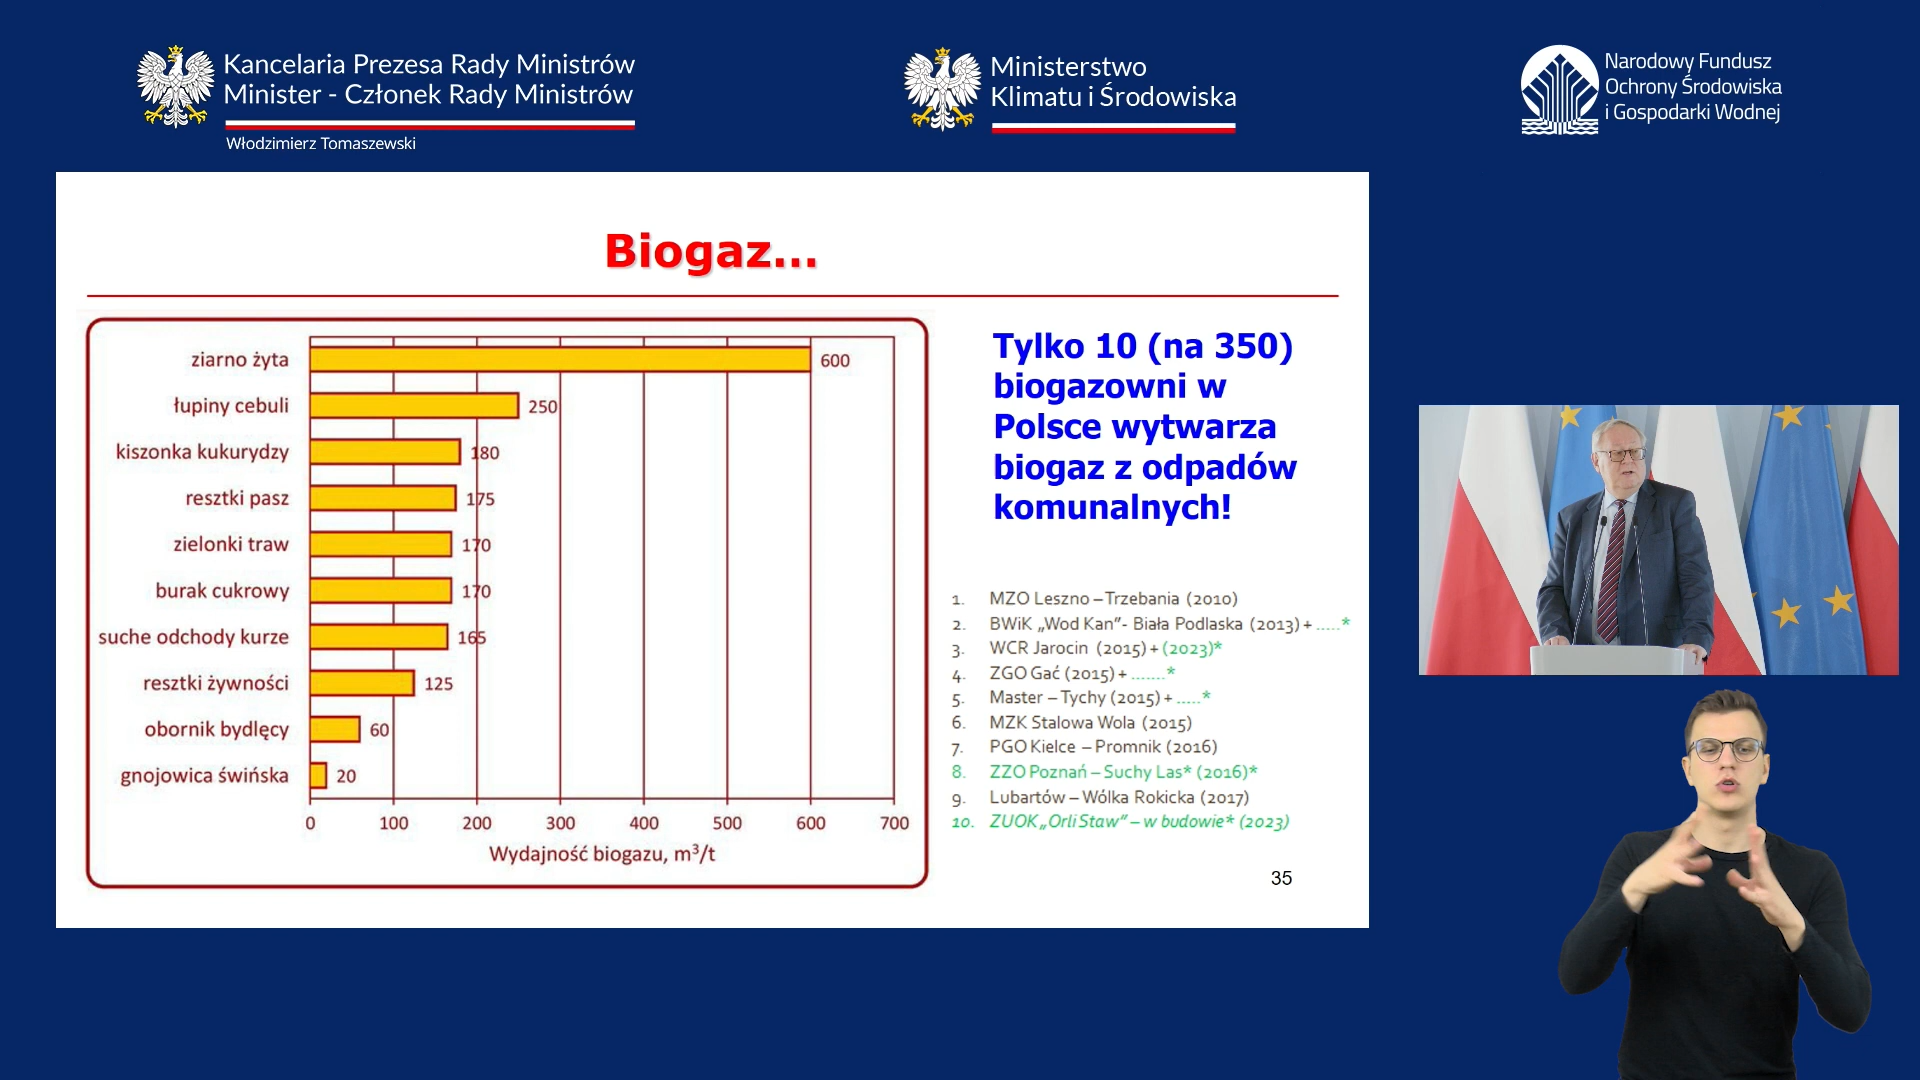 Kancelaria Prezesa Rady Ministrów
Minister - Członek Rady Ministrów
Włodzimierz Tomaszewski
Ministerstwo
Klimatu i Środowiska
Narodowy Fundusz
Ochrony Środowiska
i Gospodarki Wodnej
Biogaz...
ziarno żyta 600
łupiny cebuli 250
kiszonka kukurydzy 180
resztki pasz 175
zielonki traw 170
burak cukrowy 170
suche odchody kurze 165
resztki żywności 125
obornik bydlęcy 60
gnojowica świńska 20
0 100 200 300 400 500 600 700
Wydajność biogazu, m³/t
Tylko 10 (na 350)
biogazowni w
Polsce wytwarza
biogaz z odpadów
komunalnych!
1. MZO Leszno – Trzebania (2010)
2. BWiK „Wod Kan”- Biała Podlaska (2013) + .....*
3. WCR Jarocin (2015) + (2023)*
4. ZGO Gać (2015) + .......*
5. Master – Tychy (2015) + .....*
6. MZK Stalowa Wola (2015)
7. PGO Kielce – Promnik (2016)
8. ZZO Poznań – Suchy Las* (2016)*
9. Lubartów – Wólka Rokicka (2017)
10. ZUOK „Orli Staw” – w budowie* (2023)
35